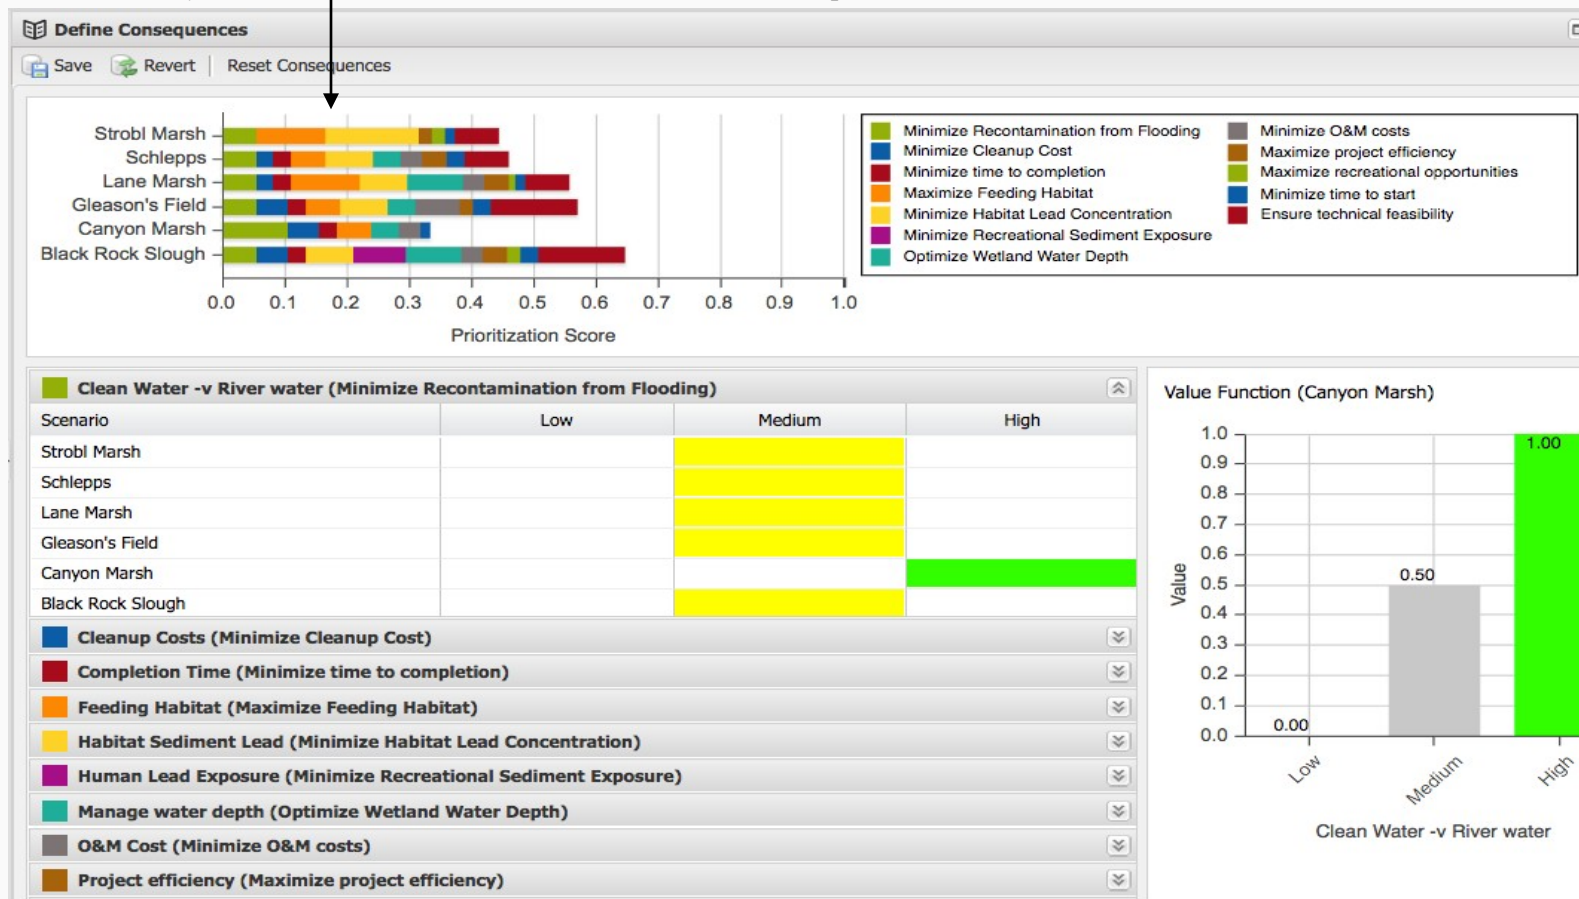 Define Consequences
Save Revert Reset Consequences
Strobl Marsh
Schlepps
Lane Marsh
Gleason's Field
Canyon Marsh
Black Rock Slough
0.0 0.1 0.2 0.3 0.4 0.5 0.6 0.7 0.8 0.9 1.0
Prioritization Score
Minimize Recontamination from Flooding
Minimize Cleanup Cost
Minimize time to completion
Maximize Feeding Habitat
Minimize Habitat Lead Concentration
Minimize Recreational Sediment Exposure
Optimize Wetland Water Depth
Minimize O&M costs
Maximize project efficiency
Maximize recreational opportunities
Minimize time to start
Ensure technical feasibility
Clean Water -v River water (Minimize Recontamination from Flooding)
Scenario Low Medium High
Strobl Marsh
Schlepps
Lane Marsh
Gleason's Field
Canyon Marsh
Black Rock Slough
Cleanup Costs (Minimize Cleanup Cost)
Completion Time (Minimize time to completion)
Feeding Habitat (Maximize Feeding Habitat)
Habitat Sediment Lead (Minimize Habitat Lead Concentration)
Human Lead Exposure (Minimize Recreational Sediment Exposure)
Manage water depth (Optimize Wetland Water Depth)
O&M Cost (Minimize O&M costs)
Project efficiency (Maximize project efficiency)
Value Function (Canyon Marsh)
1.0
0.9
0.8
0.7
0.6
0.5
0.4
0.3
0.2
0.1
0.0
Value
0.00
0.50
1.00
Low Medium High
Clean Water -v River water